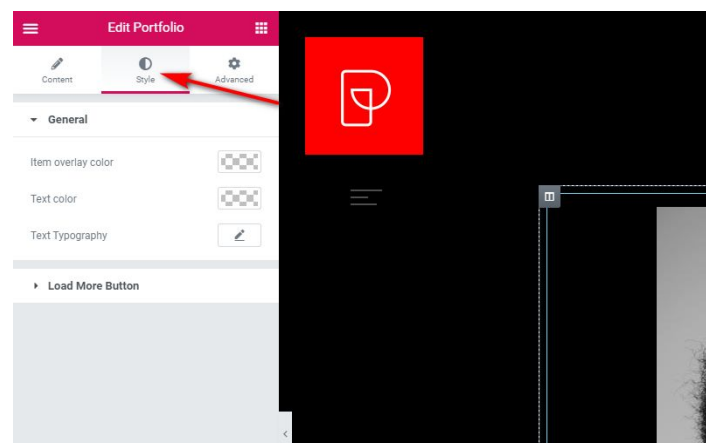 Edit Portfolio
Content
Style
Advanced
General
Item overlay color
Text color
Text Typography
Load More Button